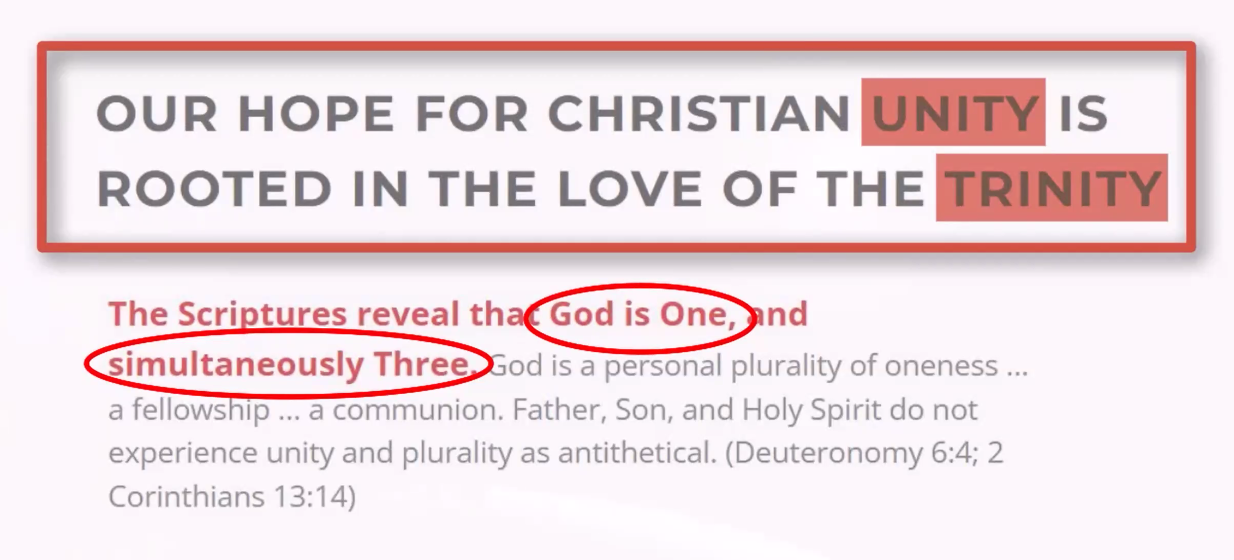 OUR HOPE FOR CHRISTIAN UNITY IS
ROOTED IN THE LOVE OF THE TRINITY
The Scriptures reveal that God is One, and
simultaneously Three. God is a personal plurality of oneness ...
a fellowship ... a communion. Father, Son, and Holy Spirit do not
experience unity and plurality as antithetical. (Deuteronomy 6:4; 2
Corinthians 13:14)